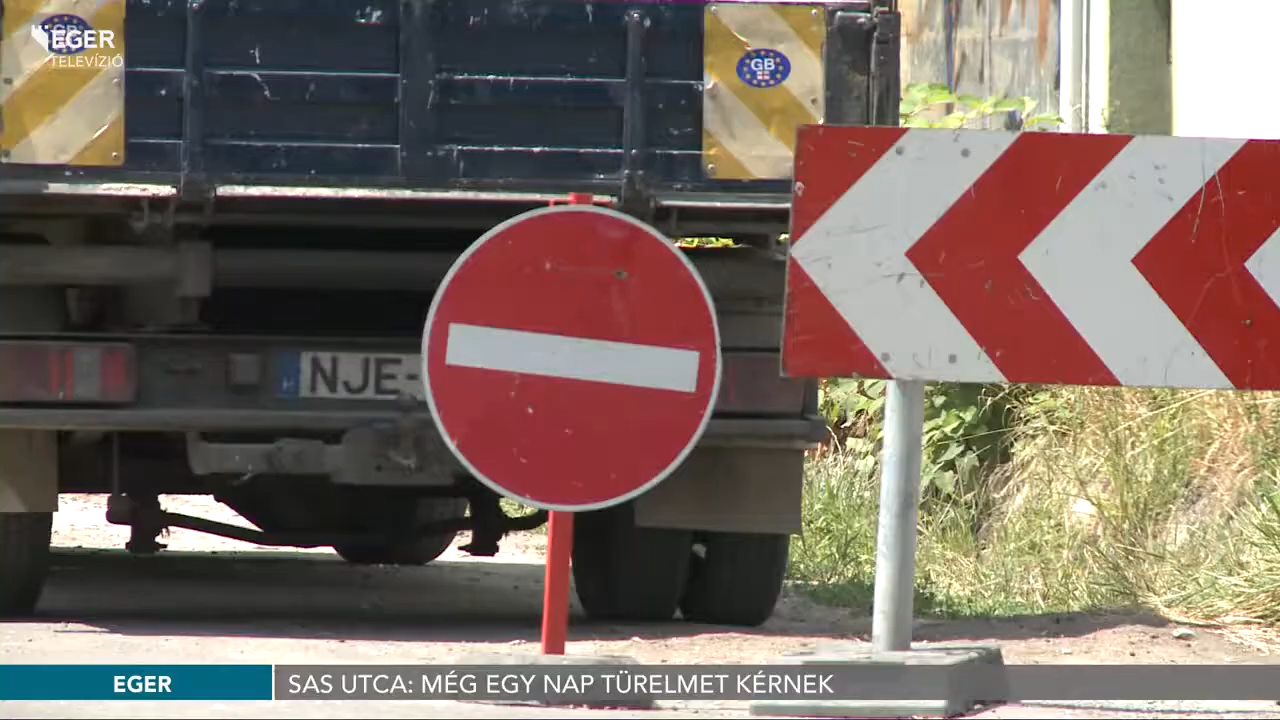 EGER
TELEVÍZIÓ
GB
GB
NJE-
EGER
SAS UTCA: MÉG EGY NAP TÜRELMET KÉRNEK